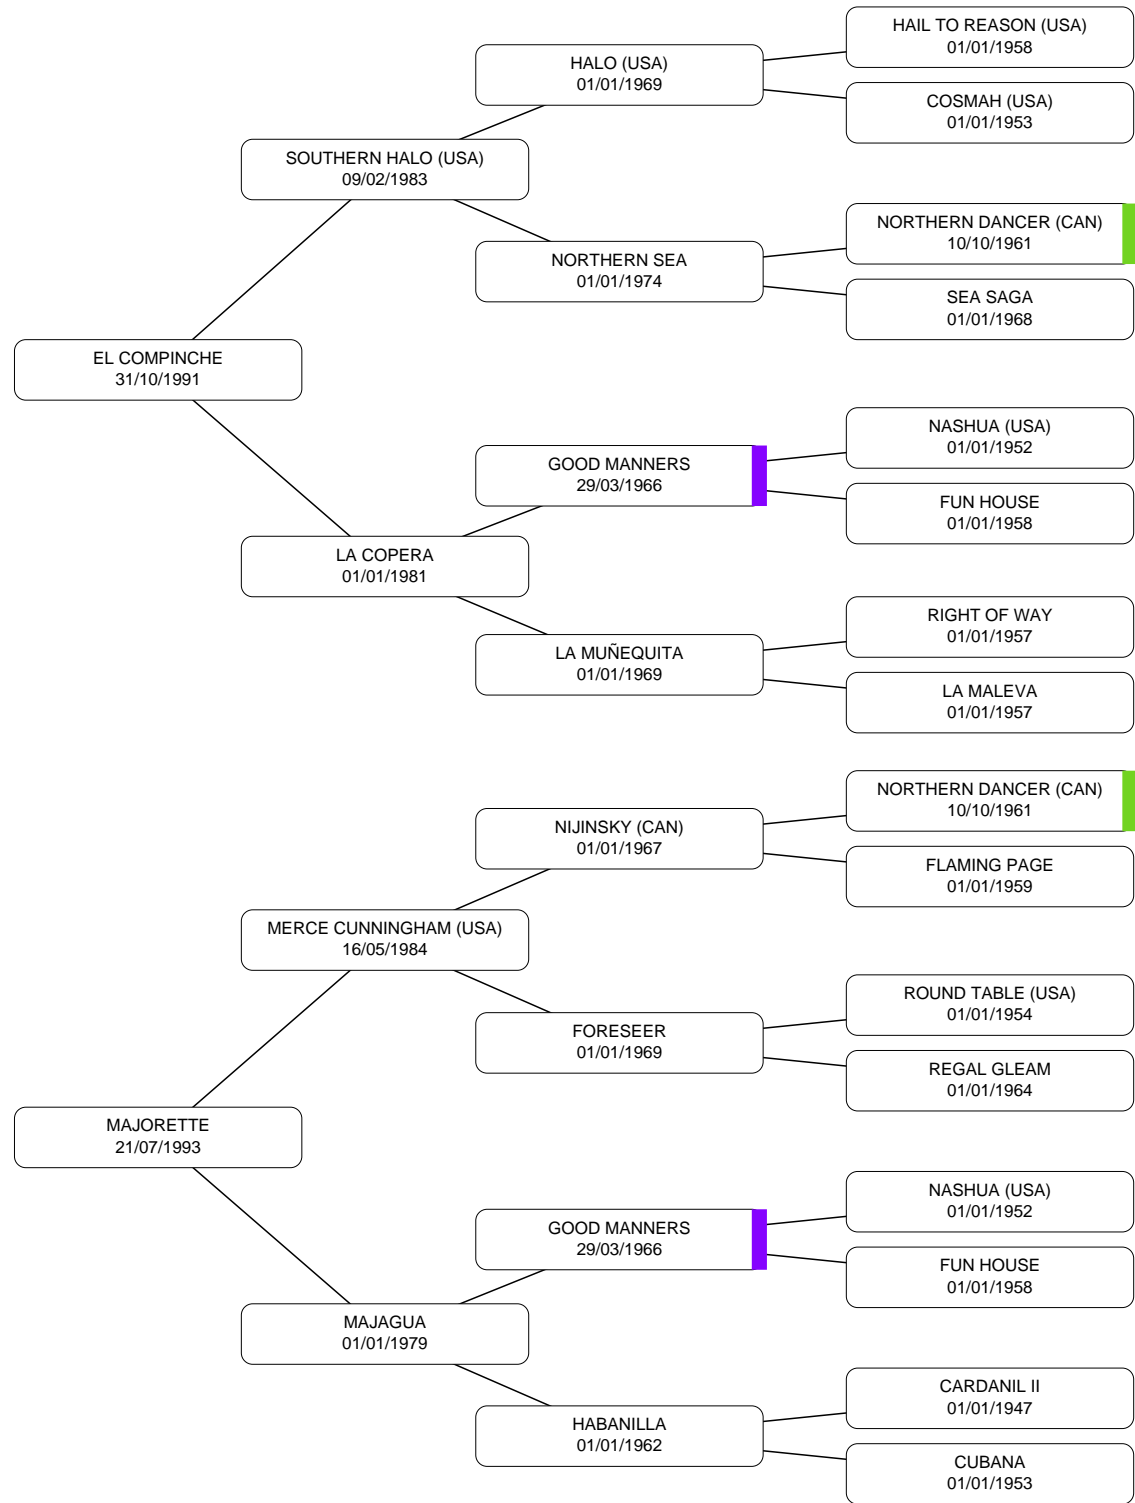 HAIL TO REASON (USA)
01/01/1958
HALO (USA)
01/01/1969
COSMAH (USA)
01/01/1953
SOUTHERN HALO (USA)
09/02/1983
NORTHERN DANCER (CAN)
10/10/1961
NORTHERN SEA
01/01/1974
SEA SAGA
01/01/1968
EL COMPINCHE
31/10/1991
NASHUA (USA)
01/01/1952
GOOD MANNERS
29/03/1966
FUN HOUSE
01/01/1958
LA COPERA
01/01/1981
RIGHT OF WAY
01/01/1957
LA MUÑEQUITA
01/01/1969
LA MALEVA
01/01/1957
NORTHERN DANCER (CAN)
10/10/1961
NIJINSKY (CAN)
01/01/1967
FLAMING PAGE
01/01/1959
MERCE CUNNINGHAM (USA)
16/05/1984
ROUND TABLE (USA)
01/01/1954
FORESEER
01/01/1969
REGAL GLEAM
01/01/1964
MAJORETTE
21/07/1993
NASHUA (USA)
01/01/1952
GOOD MANNERS
29/03/1966
FUN HOUSE
01/01/1958
MAJAGUA
01/01/1979
CARDANIL II
01/01/1947
HABANILLA
01/01/1962
CUBANA
01/01/1953